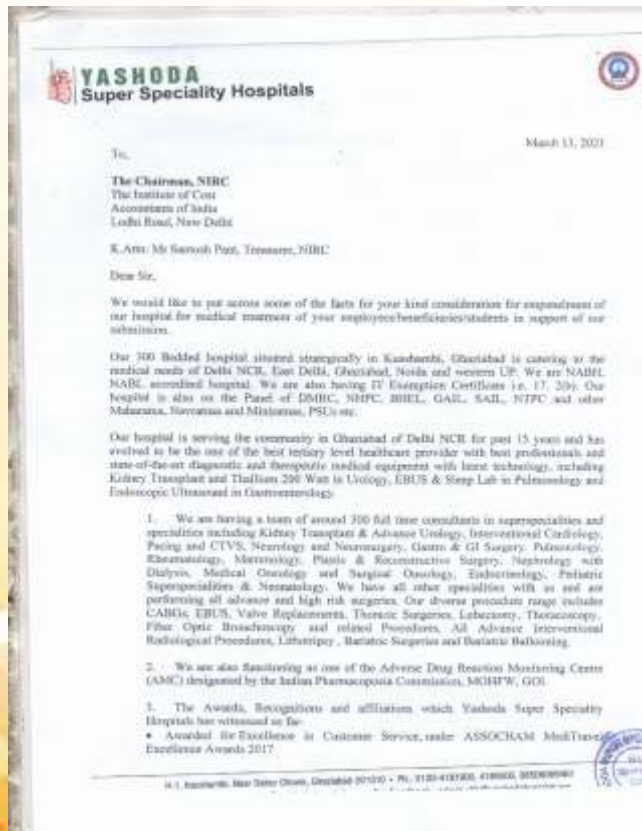 YASHODA
Super Speciality Hospitals
March 13, 2021
To,
The Chairman, NIRC
The Institute of Cost
Accountants of India
Lodhi Road, New Delhi
K.Attn: Mr Santosh Pant, Treasurer, NIRC
Dear Sir,
We would like to put across some of the facts for your kind consideration for empanelment of
our hospital for medical treatment of your employees/beneficiaries/students in support of our
submission.
Our 300 Bedded hospital situated strategically in Kaushambi, Ghaziabad is catering to the
medical needs of Delhi NCR, East Delhi, Ghaziabad, Noida and western UP. We are NABH,
NABL accredited hospital. We are also having IT Exemption Certificate i.e. 17, 2(b). Our
hospital is also on the Panel of DMRC, NHPC, BHEL, GAIL, SAIL, NTPC and other
Maharatna, Navratnas and Miniratnas, PSUs etc.
Our hospital is serving the community in Ghaziabad of Delhi NCR for past 15 years and has
evolved to be the one of the best tertiary level healthcare provider with best professionals and
state-of-the-art diagnostic and therapeutic medical equipment with latest technology, including
Kidney Transplant and Thullium 200 Watt in Urology, EBUS & Sleep Lab in Pulmonology and
Endoscopic Ultrasound in Gastroenterology.
1. We are having a team of around 300 full time consultants in superspecialities and
specialities including Kidney Transplant & Advance Urology, Interventional Cardiology,
Pacing and CTVS, Neurology and Neurosurgery, Gastro & GI Surgery, Pulmonology,
Rheumatology, Plastic & Reconstructive Surgery, Nephrology with
Dialysis, Medical Oncology and Surgical Oncology, Endocrinology, Pediatric
Superspecialities & Neonatology. We have all other specialities with us and are
performing all advance and high risk surgeries. Our diverse procedure range includes
CABGs, EBUS, Valve Replacements, Thoracic Surgeries, Lobectomy, Thoracoscopy,
Fiber Optic Bronchoscopy and related Procedures, All Advance Interventional
Radiological Procedures, Lithotripsy, Bariatric Surgeries and Bariatric Ballooning.
2. We are also functioning as one of the Adverse Drug Reaction Monitoring Centre
(AMC) designated by the Indian Pharmacopoeia Commission, MOHFW, GOI.
3. The Awards, Recognitions and affiliations which Yashoda Super Speciality
Hospitals has witnessed so far-
• Awarded for Excellence in Customer Service, under ASSOCHAM MediTravel
Excellence Awards 2017
H-1, Kaushambi, Near Dabur Chowk, Ghaziabad-201010 • Ph.